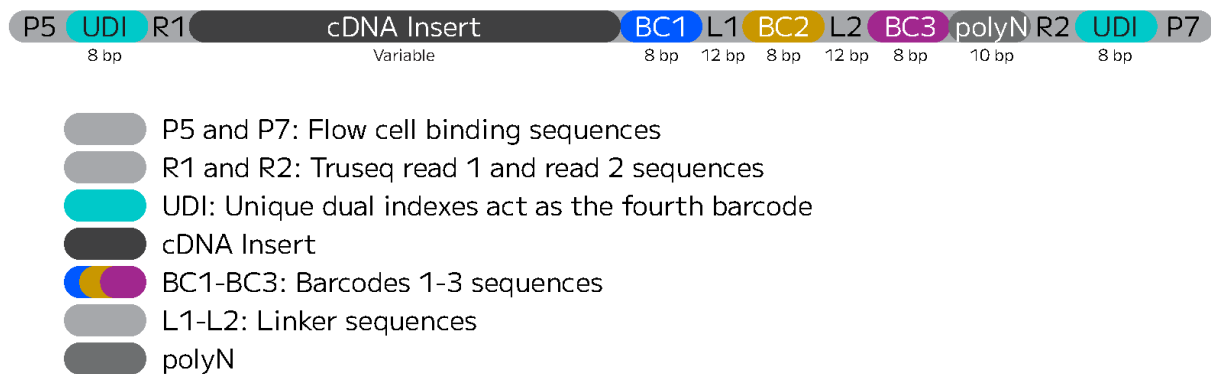 P5 UDI R1 cDNA Insert BC1 L1 BC2 L2 BC3 polyN R2 UDI P7
8 bp Variable 8 bp 12 bp 8 bp 12 bp 8 bp 10 bp 8 bp
P5 and P7: Flow cell binding sequences
R1 and R2: Truseq read 1 and read 2 sequences
UDI: Unique dual indexes act as the fourth barcode
cDNA Insert
BC1-BC3: Barcodes 1-3 sequences
L1-L2: Linker sequences
polyN